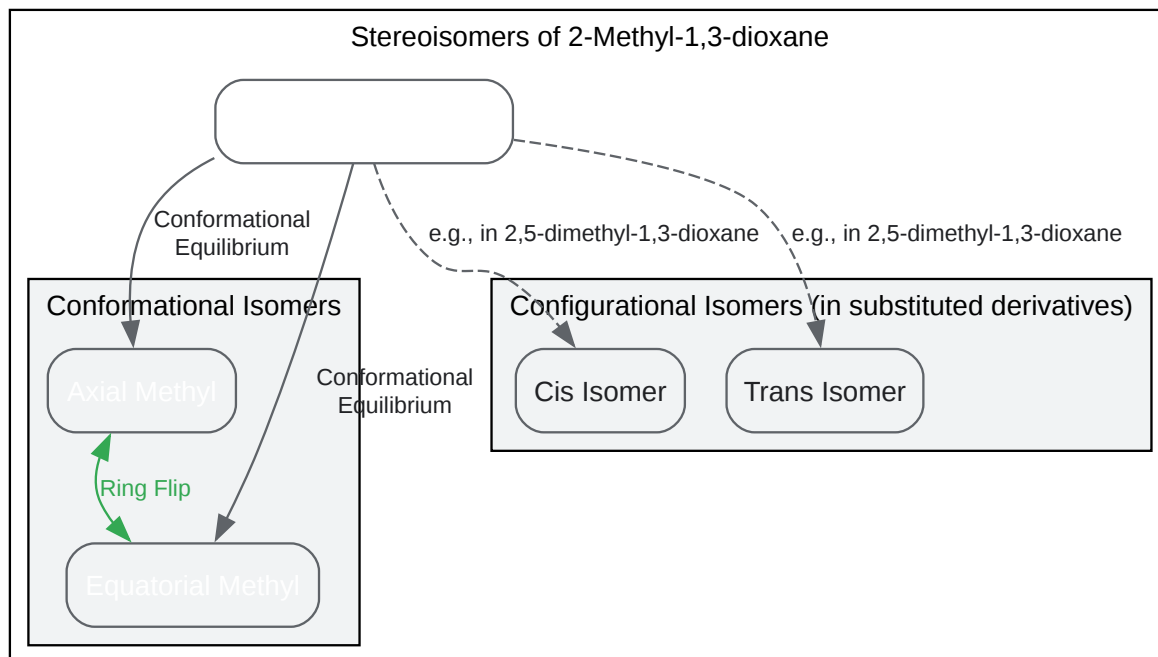 Stereoisomers of 2-Methyl-1,3-dioxane
Conformational
Equilibrium
e.g., in 2,5-dimethyl-1,3-dioxane
e.g., in 2,5-dimethyl-1,3-dioxane
Conformational Isomers
Configurational Isomers (in substituted derivatives)
Axial Methyl
Conformational
Equilibrium
Cis Isomer
Trans Isomer
Ring Flip
Equatorial Methyl